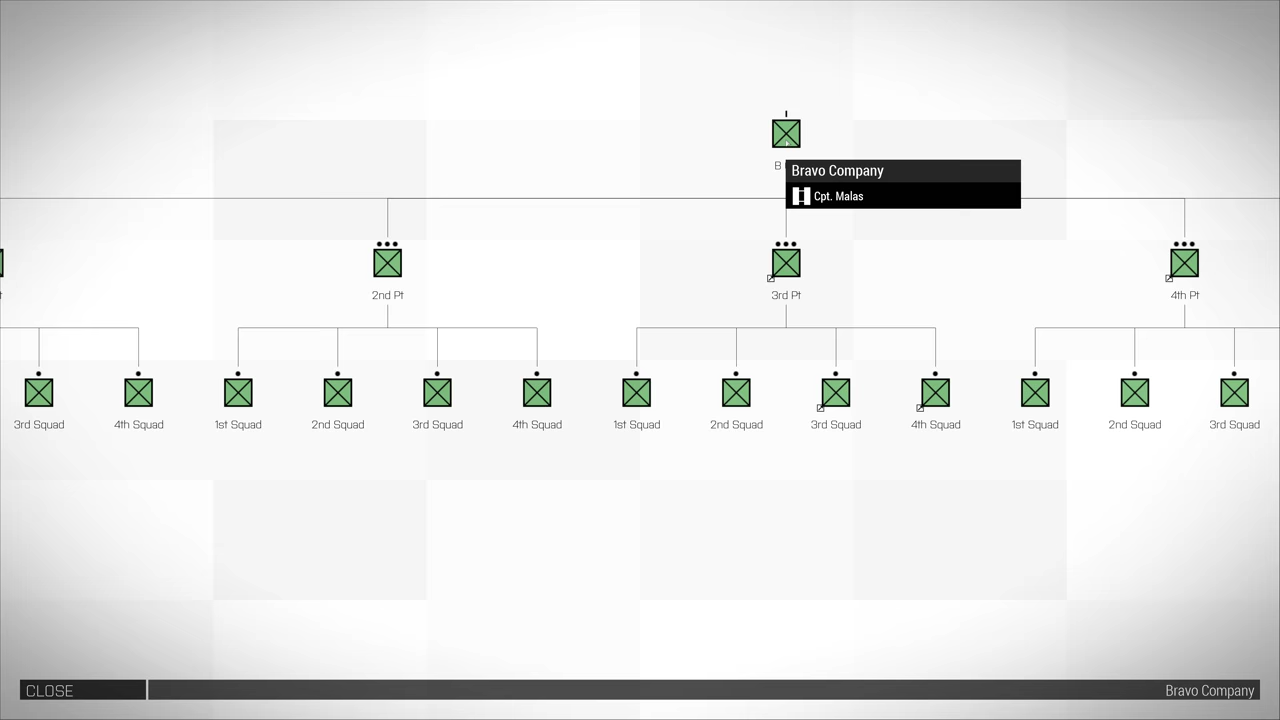 B
Bravo Company
Cpt. Malas
t
2nd Pt
3rd Pt
4th Pt
3rd Squad
4th Squad
1st Squad
2nd Squad
3rd Squad
4th Squad
1st Squad
2nd Squad
3rd Squad
4th Squad
1st Squad
2nd Squad
3rd Squad
CLOSE
Bravo Company